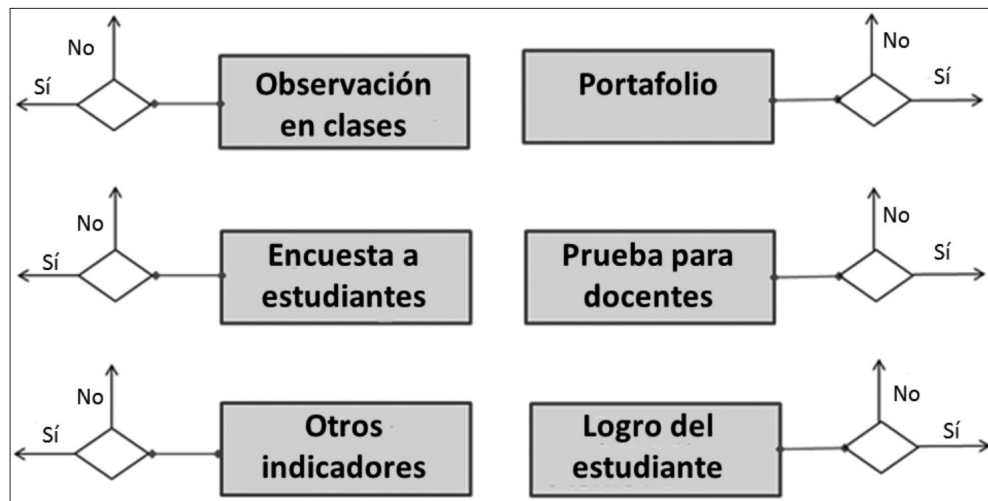 No
Sí
Observación
en clases
Portafolio
No
Sí
No
Sí
Encuesta a
estudiantes
Prueba para
docentes
No
Sí
No
Sí
Otros
indicadores
Logro del
estudiante
No
Sí